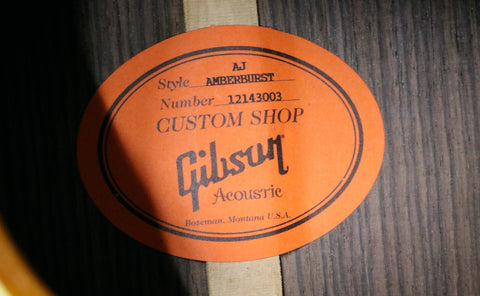 AJ
Style AMBERBURST
Number 12143003
CUSTOM SHOP
Gibson
Acoustic
Bozeman, Montana U.S.A.